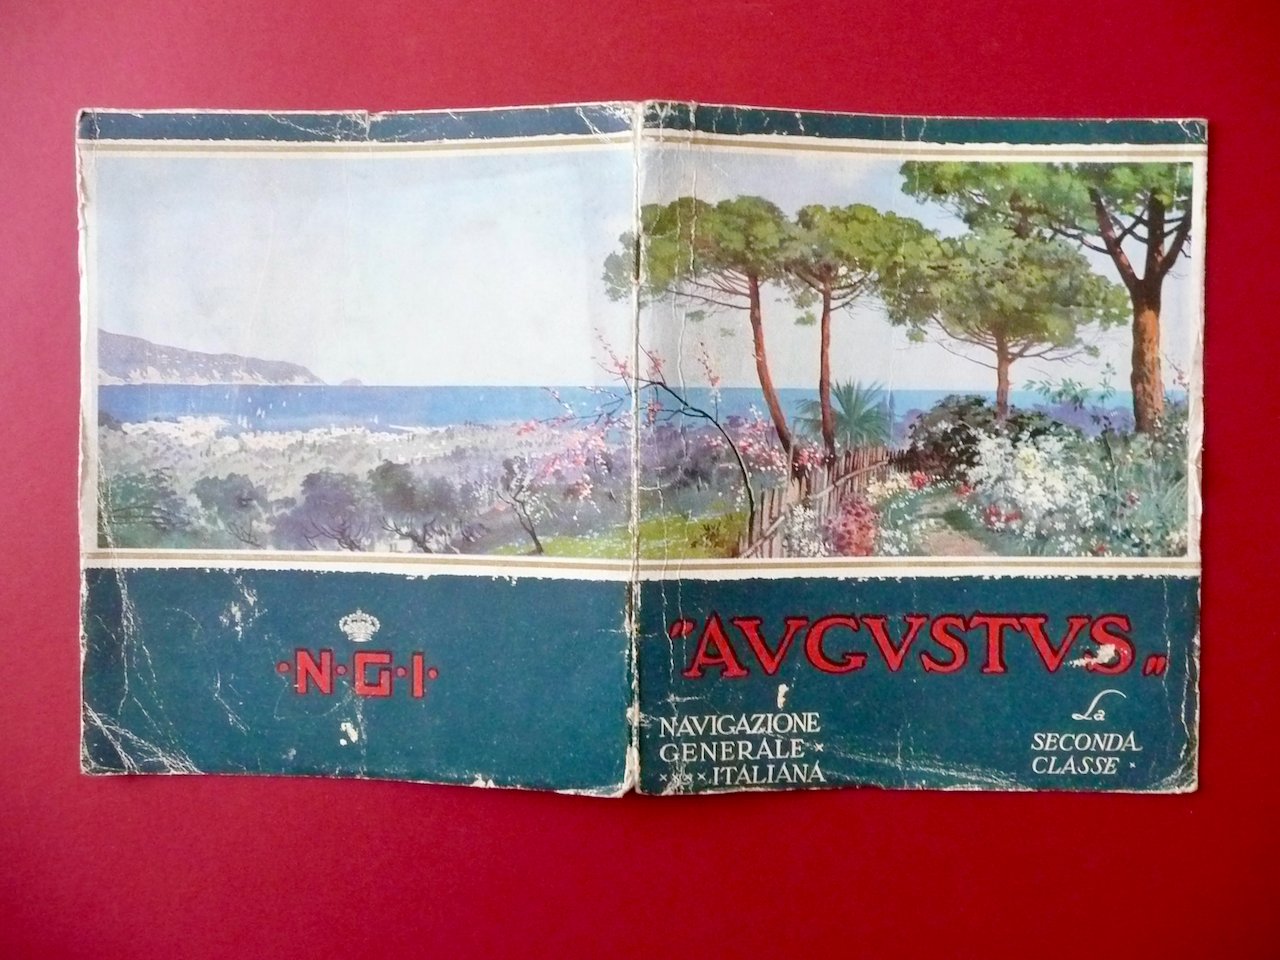 ·N·G·I·
"AVGVSTVS„
NAVIGAZIONE
GENERALE ×
×××× ITALIANA
La
SECONDA
CLASSE ×